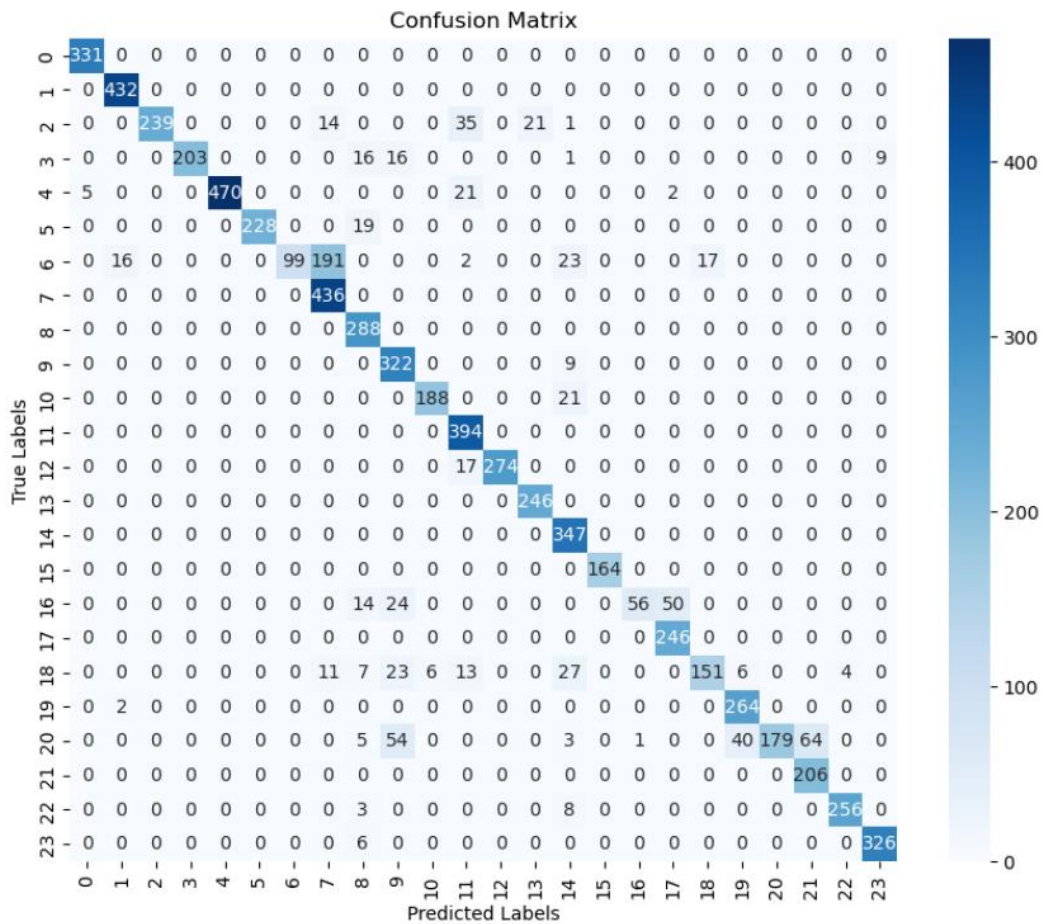 Confusion Matrix
0 331 0 0 0 0 0 0 0 0 0 0 0 0 0 0 0 0 0 0 0 0 0 0 0
1 0 432 0 0 0 0 0 0 0 0 0 0 0 0 0 0 0 0 0 0 0 0 0 0
2 0 0 239 0 0 0 0 14 0 0 0 35 0 21 1 0 0 0 0 0 0 0 0 0
3 0 0 0 203 0 0 0 0 16 16 0 0 0 0 1 0 0 0 0 0 0 0 0 9
4 5 0 0 0 470 0 0 0 0 0 0 21 0 0 0 0 0 2 0 0 0 0 0 0
5 0 0 0 0 0 228 0 0 19 0 0 0 0 0 0 0 0 0 0 0 0 0 0 0
6 0 16 0 0 0 0 99 191 0 0 0 2 0 0 23 0 0 0 17 0 0 0 0 0
7 0 0 0 0 0 0 0 436 0 0 0 0 0 0 0 0 0 0 0 0 0 0 0 0
8 0 0 0 0 0 0 0 0 288 0 0 0 0 0 0 0 0 0 0 0 0 0 0 0
9 0 0 0 0 0 0 0 0 0 322 0 0 0 0 9 0 0 0 0 0 0 0 0 0
10 0 0 0 0 0 0 0 0 0 0 188 0 0 0 21 0 0 0 0 0 0 0 0 0
11 0 0 0 0 0 0 0 0 0 0 0 394 0 0 0 0 0 0 0 0 0 0 0 0
12 0 0 0 0 0 0 0 0 0 0 0 17 274 0 0 0 0 0 0 0 0 0 0 0
13 0 0 0 0 0 0 0 0 0 0 0 0 0 246 0 0 0 0 0 0 0 0 0 0
14 0 0 0 0 0 0 0 0 0 0 0 0 0 0 347 0 0 0 0 0 0 0 0 0
15 0 0 0 0 0 0 0 0 0 0 0 0 0 0 0 164 0 0 0 0 0 0 0 0
16 0 0 0 0 0 0 0 0 14 24 0 0 0 0 0 0 56 50 0 0 0 0 0 0
17 0 0 0 0 0 0 0 0 0 0 0 0 0 0 0 0 0 246 0 0 0 0 0 0
18 0 0 0 0 0 0 0 11 7 23 6 13 0 0 27 0 0 0 151 6 0 0 4 0
19 0 2 0 0 0 0 0 0 0 0 0 0 0 0 0 0 0 0 0 264 0 0 0 0
20 0 0 0 0 0 0 0 0 5 54 0 0 0 0 3 0 1 0 0 40 179 64 0 0
21 0 0 0 0 0 0 0 0 0 0 0 0 0 0 0 0 0 0 0 0 0 206 0 0
22 0 0 0 0 0 0 0 0 3 0 0 0 0 0 8 0 0 0 0 0 0 0 256 0
23 0 0 0 0 0 0 0 0 6 0 0 0 0 0 0 0 0 0 0 0 0 0 0 326
0 1 2 3 4 5 6 7 8 9 10 11 12 13 14 15 16 17 18 19 20 21 22 23
Predicted Labels
True Labels
400
300
200
100
0